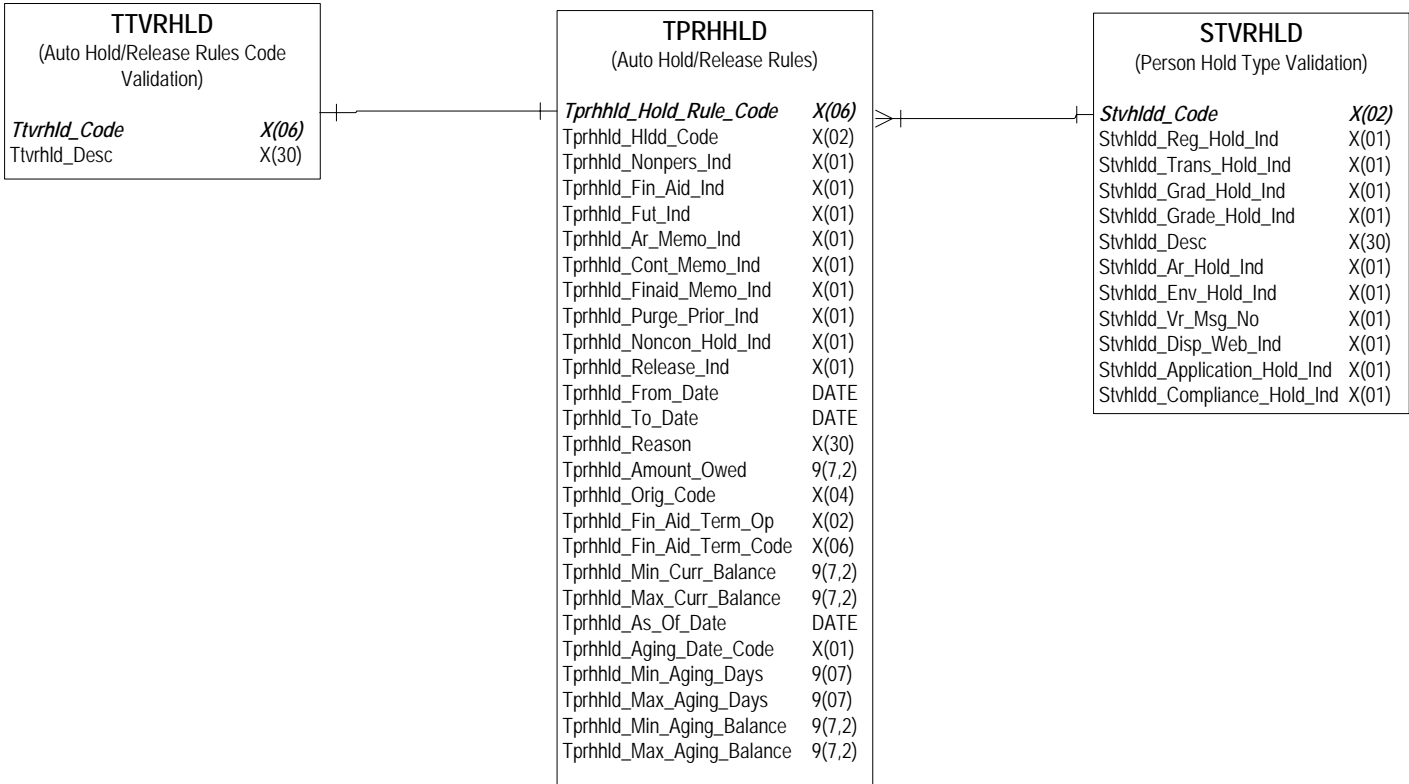 TTVRHLD
(Auto Hold/Release Rules Code
Validation)
Ttvrhld_Code X(06)
Ttvrhld_Desc X(30)
TPRHHLD
(Auto Hold/Release Rules)
Tprhhld_Hold_Rule_Code X(06)
Tprhhld_Hldd_Code X(02)
Tprhhld_Nonpers_Ind X(01)
Tprhhld_Fin_Aid_Ind X(01)
Tprhhld_Fut_Ind X(01)
Tprhhld_Ar_Memo_Ind X(01)
Tprhhld_Cont_Memo_Ind X(01)
Tprhhld_Finaid_Memo_Ind X(01)
Tprhhld_Purge_Prior_Ind X(01)
Tprhhld_Noncon_Hold_Ind X(01)
Tprhhld_Release_Ind X(01)
Tprhhld_From_Date DATE
Tprhhld_To_Date DATE
Tprhhld_Reason X(30)
Tprhhld_Amount_Owed 9(7,2)
Tprhhld_Orig_Code X(04)
Tprhhld_Fin_Aid_Term_Op X(02)
Tprhhld_Fin_Aid_Term_Code X(06)
Tprhhld_Min_Curr_Balance 9(7,2)
Tprhhld_Max_Curr_Balance 9(7,2)
Tprhhld_As_Of_Date DATE
Tprhhld_Aging_Date_Code X(01)
Tprhhld_Min_Aging_Days 9(07)
Tprhhld_Max_Aging_Days 9(07)
Tprhhld_Min_Aging_Balance 9(7,2)
Tprhhld_Max_Aging_Balance 9(7,2)
STVRHLD
(Person Hold Type Validation)
Stvhldd_Code X(02)
Stvhldd_Reg_Hold_Ind X(01)
Stvhldd_Trans_Hold_Ind X(01)
Stvhldd_Grad_Hold_Ind X(01)
Stvhldd_Grade_Hold_Ind X(01)
Stvhldd_Desc X(30)
Stvhldd_Ar_Hold_Ind X(01)
Stvhldd_Env_Hold_Ind X(01)
Stvhldd_Vr_Msg_No X(01)
Stvhldd_Disp_Web_Ind X(01)
Stvhldd_Application_Hold_Ind X(01)
Stvhldd_Compliance_Hold_Ind X(01)